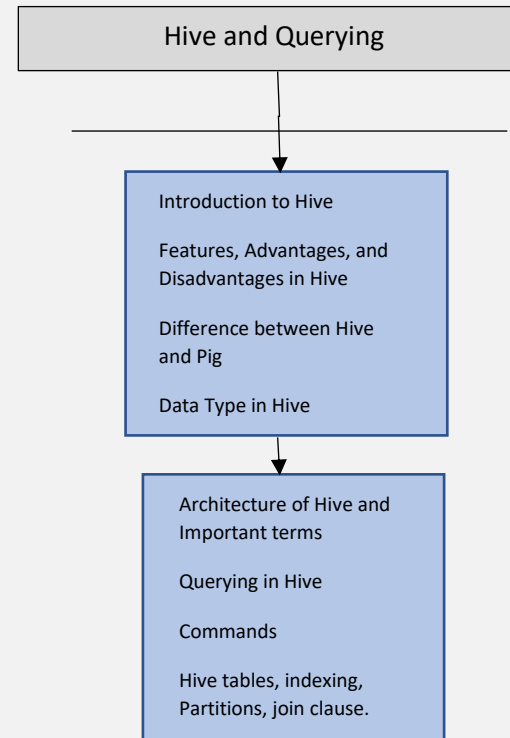 Hive and Querying
Introduction to Hive
Features, Advantages, and
Disadvantages in Hive
Difference between Hive
and Pig
Data Type in Hive
Architecture of Hive and
Important terms
Querying in Hive
Commands
Hive tables, indexing,
Partitions, join clause.